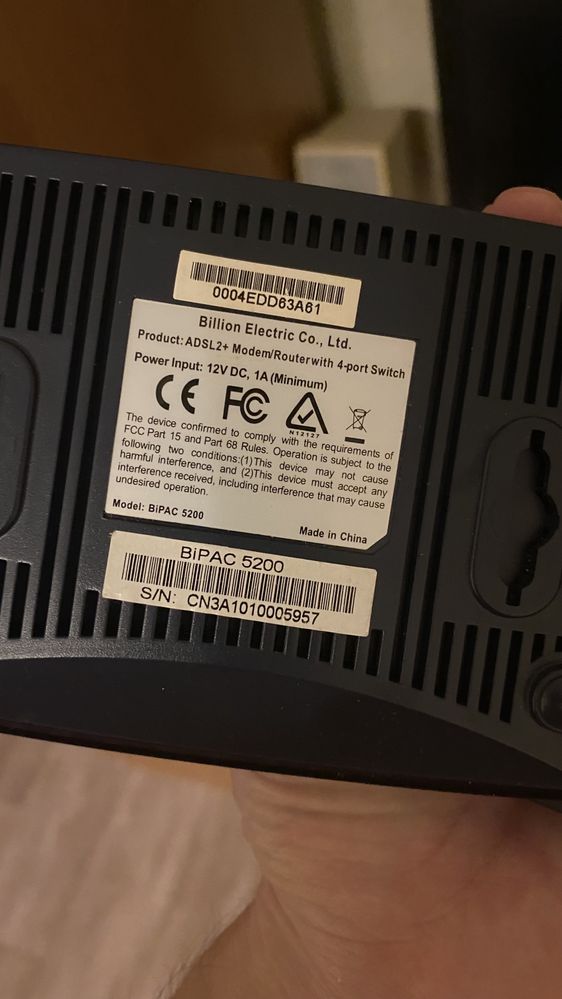 0004EDD63A61
Billion Electric Co., Ltd.
Product: ADSL2+ Modem/Router with 4-port Switch
Power Input: 12V DC, 1A (Minimum)
CE FC
N12127
The device confirmed to comply with the requirements of
FCC Part 15 and Part 68 Rules. Operation is subject to the
following two conditions:(1)This device may not cause
harmful interference, and (2)This device must accept any
interference received, including interference that may cause
undesired operation.
Model: BiPAC 5200
Made in China
BiPAC 5200
S/N: CN3A1010005957